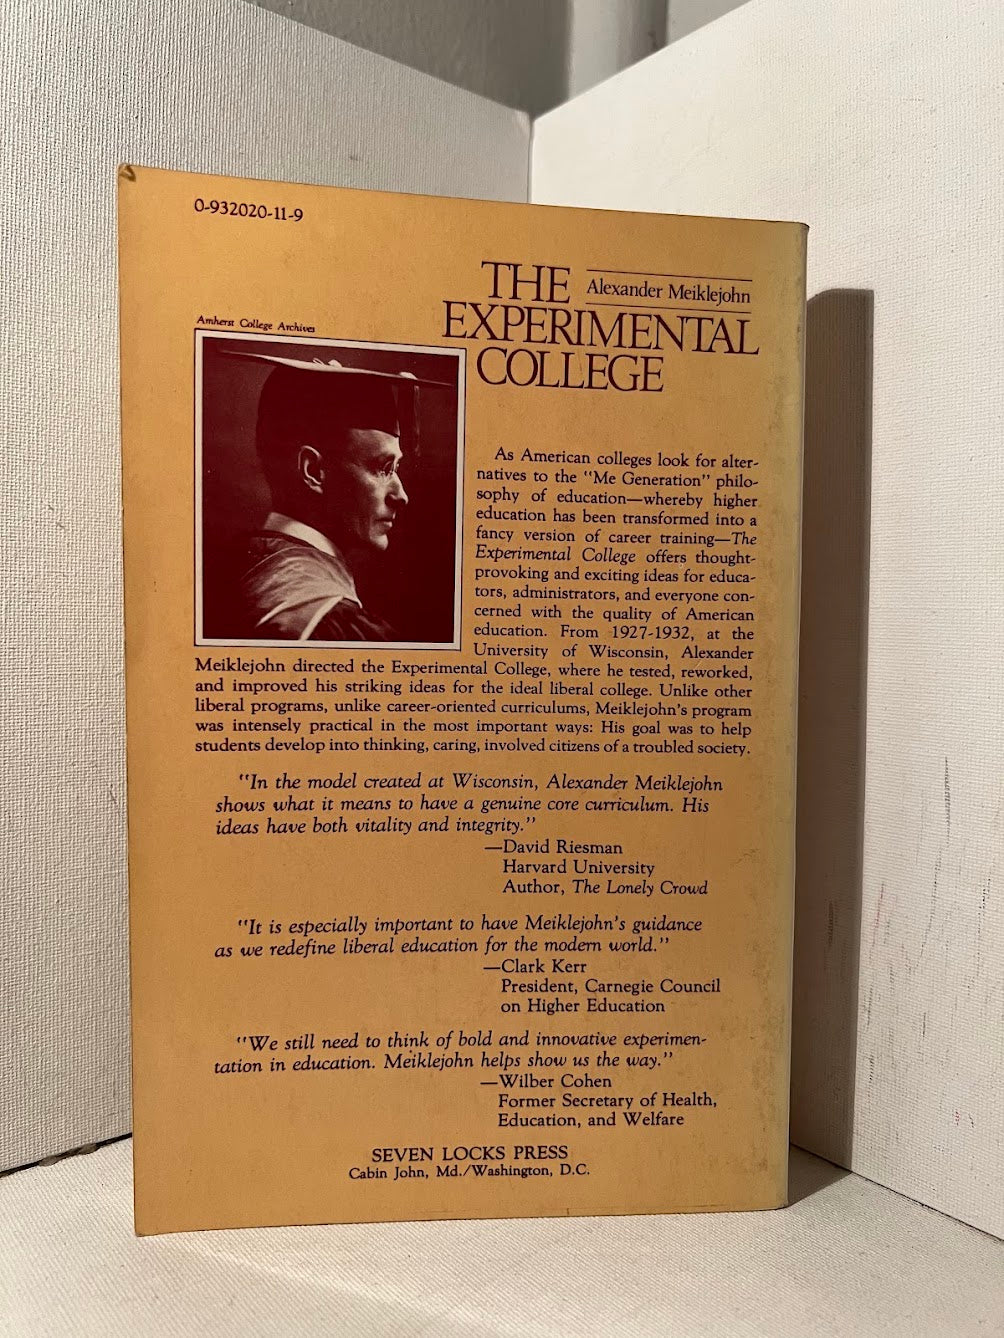 0-932020-11-9
THE Alexander Meiklejohn
EXPERIMENTAL
COLLEGE
Amherst College Archives
As American colleges look for alter-
natives to the "Me Generation" philo-
sophy of education—whereby higher
education has been transformed into a
fancy version of career training—The
Experimental College offers thought-
provoking and exciting ideas for educa-
tors, administrators, and everyone con-
cerned with the quality of American
education. From 1927-1932, at the
University of Wisconsin, Alexander
Meiklejohn directed the Experimental College, where he tested, reworked,
and improved his striking ideas for the ideal liberal college. Unlike other
liberal programs, unlike career-oriented curriculums, Meiklejohn's program
was intensely practical in the most important ways: His goal was to help
students develop into thinking, caring, involved citizens of a troubled society.
"In the model created at Wisconsin, Alexander Meiklejohn
shows what it means to have a genuine core curriculum. His
ideas have both vitality and integrity."
—David Riesman
Harvard University
Author, The Lonely Crowd
"It is especially important to have Meiklejohn's guidance
as we redefine liberal education for the modern world."
—Clark Kerr
President, Carnegie Council
on Higher Education
"We still need to think of bold and innovative experimen-
tation in education. Meiklejohn helps show us the way."
—Wilber Cohen
Former Secretary of Health,
Education, and Welfare
SEVEN LOCKS PRESS
Cabin John, Md./Washington, D.C.